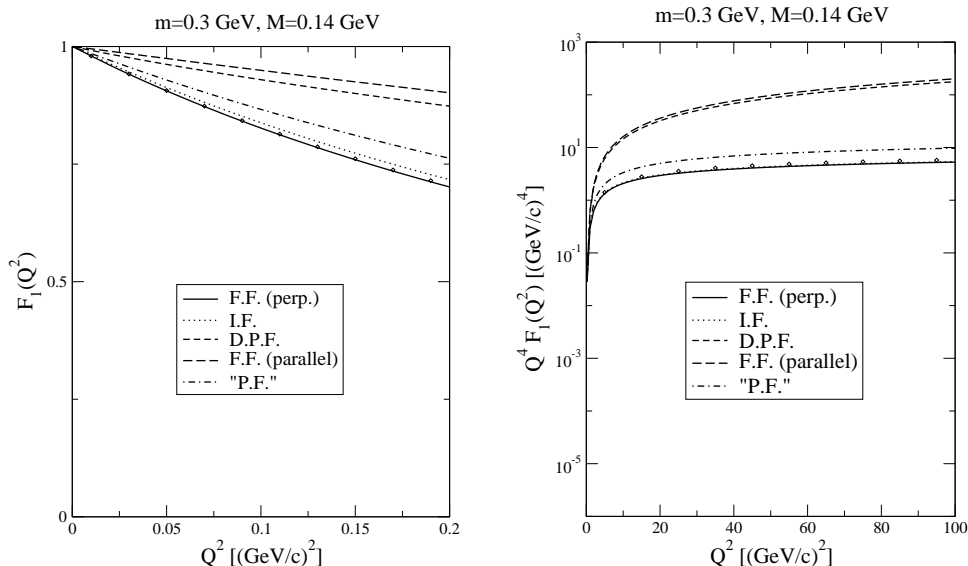 m=0.3 GeV, M=0.14 GeV
1
0.5
0
F₁(Q²)
F.F. (perp.)
I.F.
D.P.F.
F.F. (parallel)
"P.F."
0
0.05
0.1
0.15
0.2
Q² [(GeV/c)²]
m=0.3 GeV, M=0.14 GeV
10³
10¹
10⁻¹
10⁻³
10⁻⁵
Q⁴ F₁(Q²) [(GeV/c)⁴]
F.F. (perp.)
I.F.
D.P.F.
F.F. (parallel)
"P.F."
0
20
40
60
80
100
Q² [(GeV/c)²]